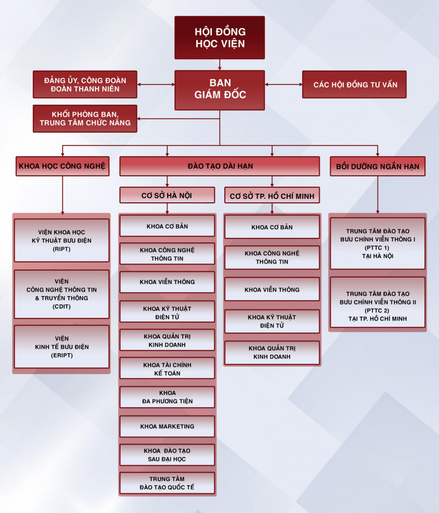 HỘI ĐỒNG
HỌC VIỆN
ĐẢNG ỦY, CÔNG ĐOÀN
ĐOÀN THANH NIÊN
BAN
GIÁM ĐỐC
CÁC HỘI ĐỒNG TƯ VẤN
KHỐI PHÒNG BAN,
TRUNG TÂM CHỨC NĂNG
KHOA HỌC CÔNG NGHỆ
ĐÀO TẠO DÀI HẠN
BỒI DƯỠNG NGẮN HẠN
CƠ SỞ HÀ NỘI
CƠ SỞ TP. HỒ CHÍ MINH
VIỆN KHOA HỌC
KỸ THUẬT BƯU ĐIỆN
(RIPT)
VIỆN
CÔNG NGHỆ THÔNG TIN
& TRUYỀN THÔNG
(CDIT)
VIỆN
KINH TẾ BƯU ĐIỆN
(ERIPT)
KHOA CƠ BẢN
KHOA CÔNG NGHỆ
THÔNG TIN
KHOA VIỄN THÔNG
KHOA KỸ THUẬT
ĐIỆN TỬ
KHOA QUẢN TRỊ
KINH DOANH
KHOA TÀI CHÍNH
KẾ TOÁN
KHOA
ĐA PHƯƠNG TIỆN
KHOA MARKETING
KHOA ĐÀO TẠO
SAU ĐẠI HỌC
TRUNG TÂM
ĐÀO TẠO QUỐC TẾ
KHOA CƠ BẢN
KHOA CÔNG NGHỆ
THÔNG TIN
KHOA VIỄN THÔNG
KHOA KỸ THUẬT
ĐIỆN TỬ
KHOA QUẢN TRỊ
KINH DOANH
TRUNG TÂM ĐÀO TẠO
BƯU CHÍNH VIỄN THÔNG I
(PTTC 1)
TẠI HÀ NỘI
TRUNG TÂM ĐÀO TẠO
BƯU CHÍNH VIỄN THÔNG II
(PTTC 2)
TẠI TP. HỒ CHÍ MINH